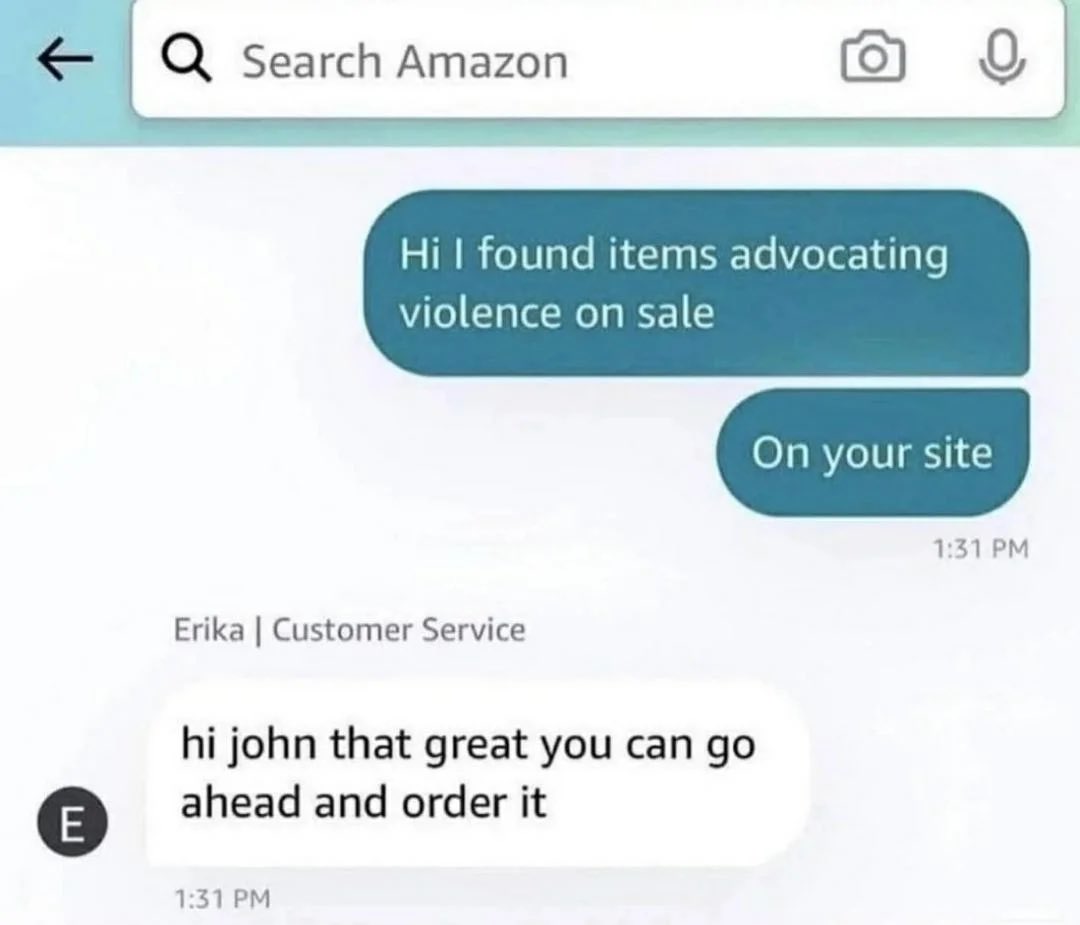 Search Amazon
Hi I found items advocating
violence on sale
On your site
1:31 PM
Erika | Customer Service
hi john that great you can go
ahead and order it
E
1:31 PM